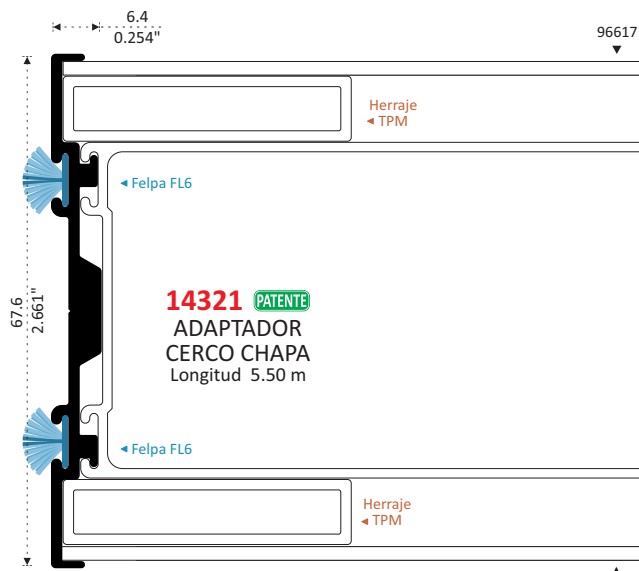 6.4
0.254"
96617
Herraje
TPM
Felpa FL6
67.6
2.661"
14321 PATENTE
ADAPTADOR
CERCO CHAPA
Longitud 5.50 m
Felpa FL6
Herraje
TPM